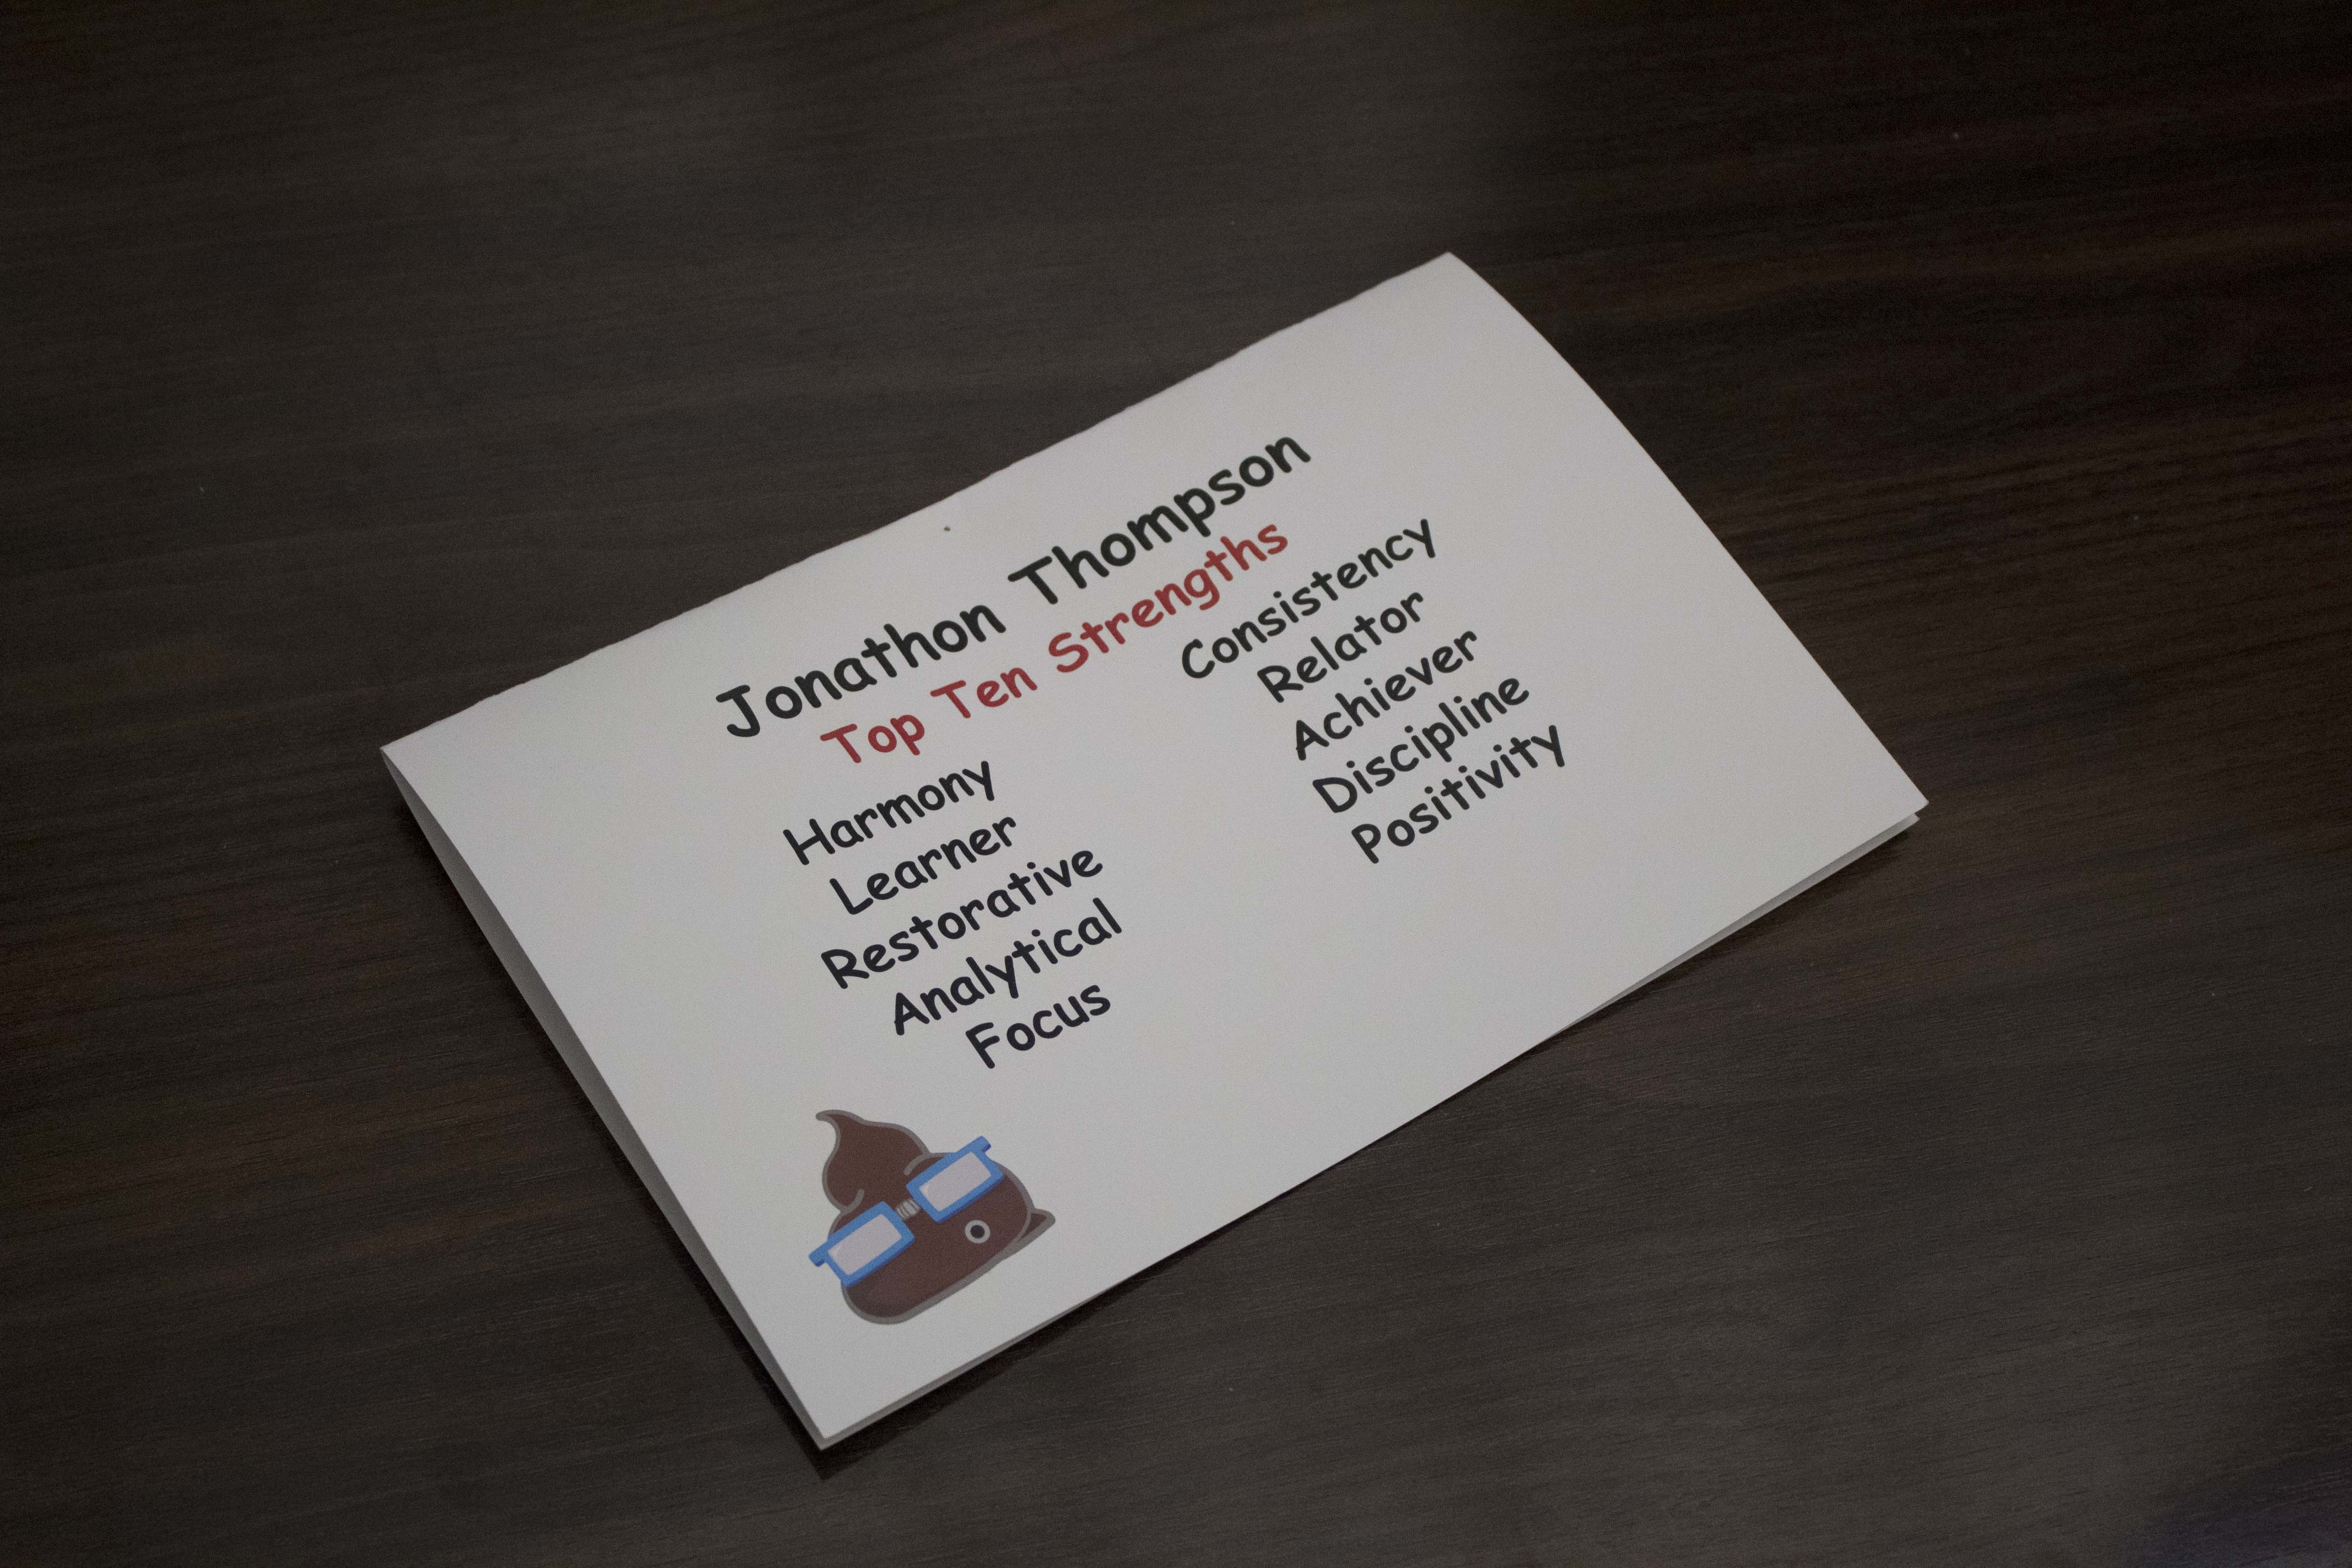 Jonathon Thompson
Top Ten Strengths
Harmony
Learner
Restorative
Analytical
Focus
Consistency
Relator
Achiever
Discipline
Positivity